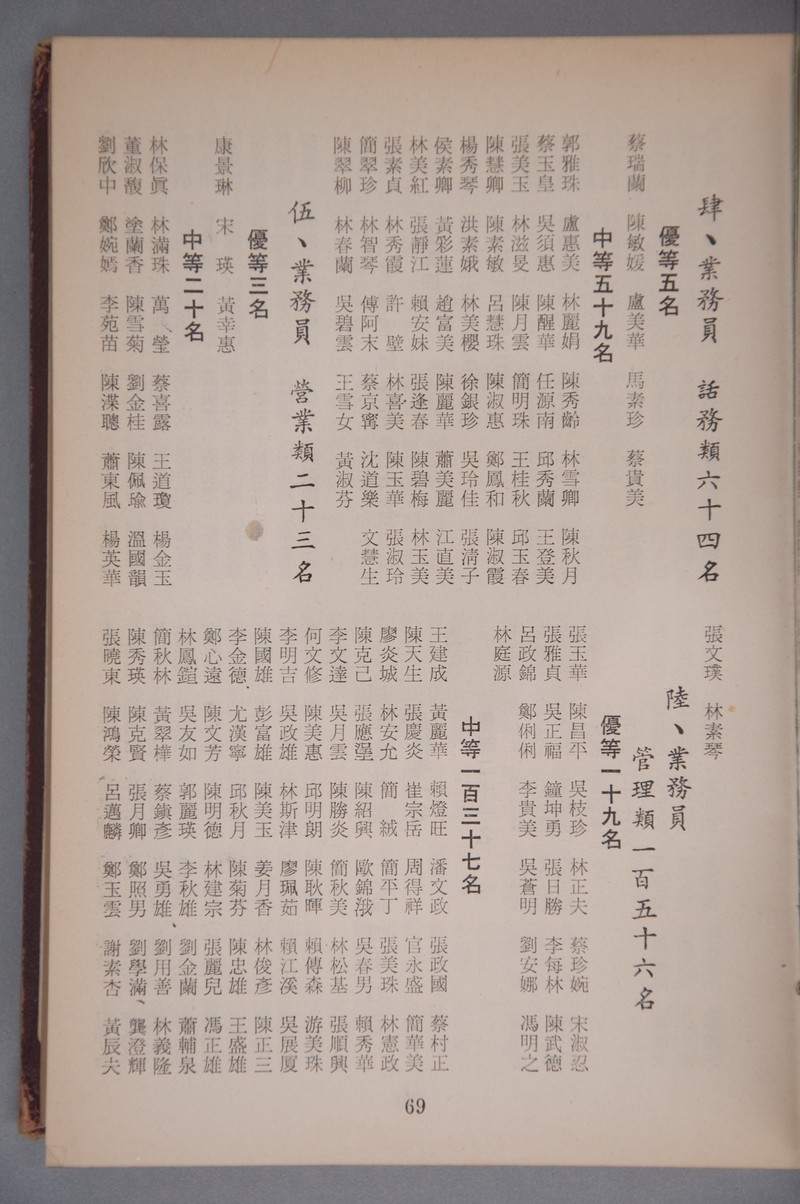 肆、業務員　話務類六十四名
優等五名
蔡瑞蘭　陳敏媛　盧美華　馬素珍　蔡貴美
中等五十九名
郭雅珠　盧惠美　林麗娟　陳秀齡　林雪卿　陳秋月
蔡玉皇　吳須惠　陳醒華　任源南　邱秀蘭　王登美
張美玉　林滋旻　陳月雲　簡明珠　王桂秋　邱玉春
陳慧卿　陳素敏　呂慧珠　陳淑惠　鄭鳳和　陳淑霞
楊秀琴　洪素娥　林美櫻　徐銀珍　吳玲佳　張淸子
侯素卿　黃彩蓮　趙富美　陳麗華　蕭美麗　江直美
林美紅　張靜江　賴安妹　張逢春　陳碧梅　林玉美
張素貞　林秀霞　許　壁　林喜美　陳玉華　張淑玲
簡翠珍　林智琴　傅阿末　蔡京寗　沈道樂　文慧生
陳翠柳　林春蘭　吳碧雲　王雪女　黃淑芬
伍、業務員　營業類二十三名
優等三名
康景琳　宋　瑛　黃幸惠
中等二十名
林保眞　林滿珠　萬　瑩　蔡喜露　王道瓊　楊金玉
董淑馥　塗蘭香　陳雪菊　劉金桂　陳佩瑜　溫國韻
劉欣中　鄭婉嫣　李苑苗　陳渫聰　蕭東風　楊英華
張文璞　林素琴
陸、業務員
管理類一百五十六名
優等一十九名
張玉華　陳昌平　吳枝珍　林正夫　蔡珍婉　宋淑忍
張雅貞　吳正福　鐘坤勇　張日勝　李每林　陳武德
呂政錦　鄭俐俐　李貴美　吳蒼明　劉安娜　馮明之
林庭源
中等一百三十七名
王建成　黃麗華　賴燈旺　潘文政　張政國　蔡村正
陳天生　張慶炎　崔宗岳　周得祥　官永盛　簡華美
廖炎城　林安允　簡　絨　簡平丁　張美珠　林憲政
陳克己　張應瑆　陳紹興　歐錦涐　吳春男　賴秀華
李文達　吳月雲　陳勝炎　簡秋美　林松基　張順興
何文修　陳美惠　邱明朗　陳耿暉　賴傳森　游美珠
李明吉　吳政雄　林斯津　廖珮茹　賴江溪　吳展厦
陳國雄　彭富雄　陳美玉　姜月香　林俊彥　陳正三
李金德　尤漢寧　邱秋月　陳菊芬　陳忠雄　王盛雄
鄭心遠　陳文芳　陳明德　林建宗　張麗兒　馮正雄
林鳳鎧　吳友如　郭麗瑛　李秋雄　劉金蘭　蕭輔泉
簡秋林　黃翠樺　蔡鎭彥　吳勇雄　劉用善　林義隆
陳秀瑛　陳克賢　張月卿　鄭照男　劉學滿　龔澄輝
張曉東　陳鴻榮　呂邁麟　鄭玉雲　謝素杏　黃辰夫
69